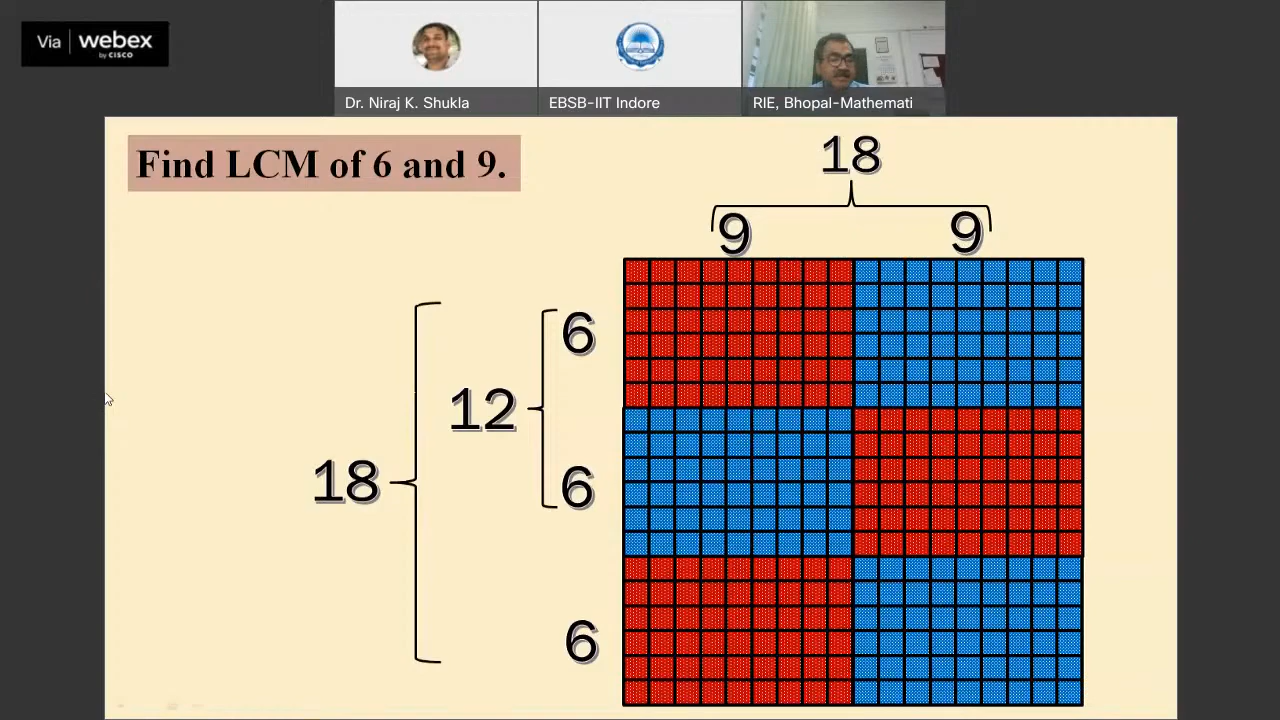 Via webex
by CISCO
Dr. Niraj K. Shukla
EBSB-IIT Indore
RIE, Bhopal-Mathemati
Find LCM of 6 and 9.
18
9 9
6
12
6
18
6